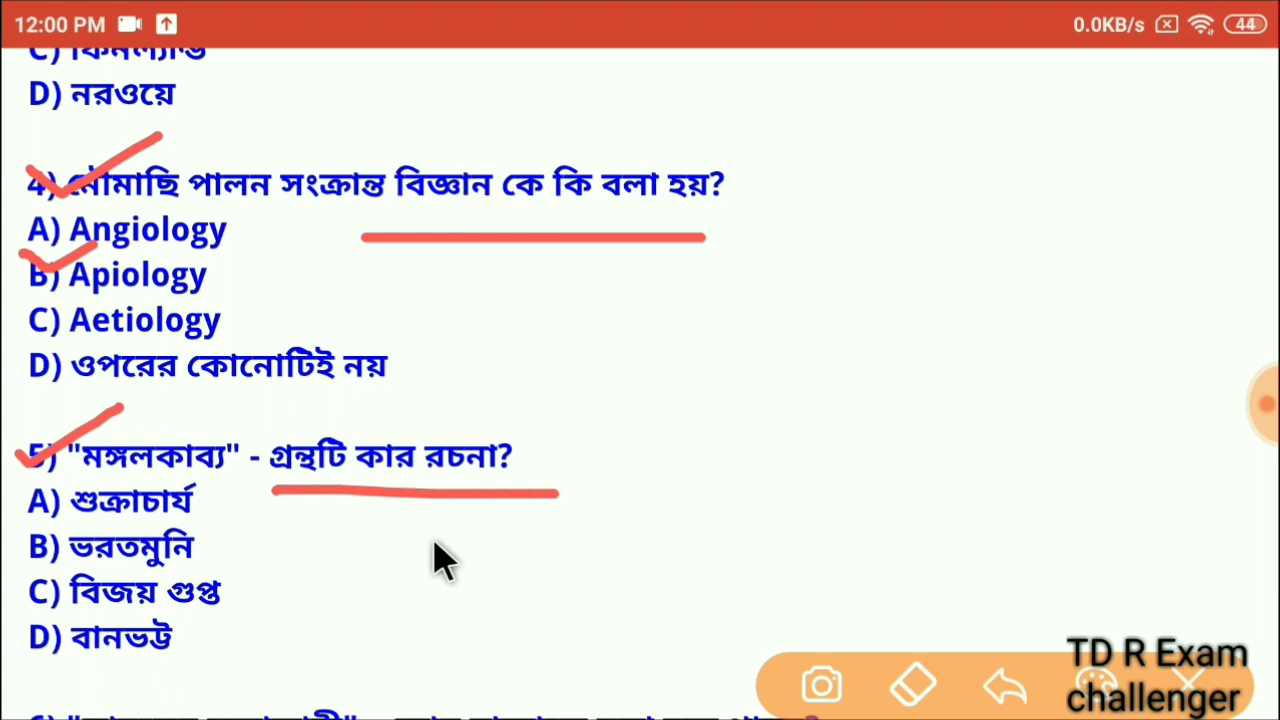 12:00 PM
0.0KB/s 44
C) ফিনল্যান্ড
D) নরওয়ে
4) মৌমাছি পালন সংক্রান্ত বিজ্ঞান কে কি বলা হয়?
A) Angiology
B) Apiology
C) Aetiology
D) ওপরের কোনোটিই নয়
5) "মঙ্গলকাব্য" - গ্রন্থটি কার রচনা?
A) শুক্রাচার্য
B) ভরতমুনি
C) বিজয় গুপ্ত
D) বানভট্ট
TD R Exam
challenger